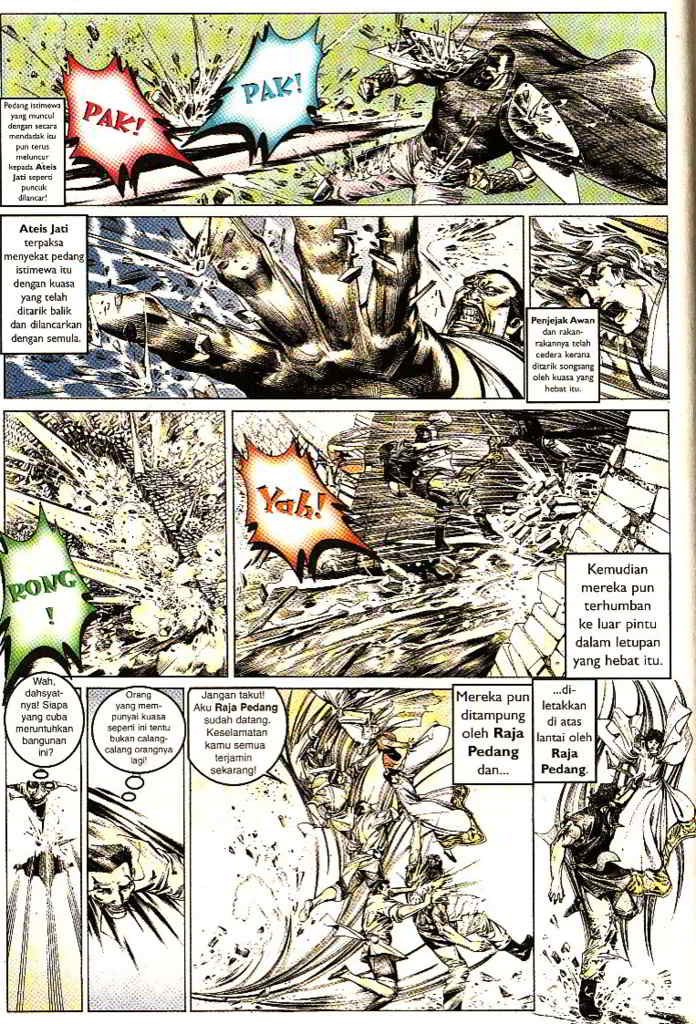 Pedang istimewa
yang muncul
dengan secara
mendadak itu
pun terus
meluncur
kepada Ateis
Jati seperti
puncuk
dilancar!
PAK!
PAK!
Ateis Jati
terpaksa
menyekat pedang
istimewa itu
dengan kuasa
yang telah
ditarik balik
dan dilancarkan
dengan semula.
Penjejak Awan
dan rakan-
rakannya telah
cedera kerana
ditarik songsang
oleh kuasa yang
hebat itu.
RONG
!
Yah!
Kemudian
mereka pun
terhumban
ke luar pintu
dalam letupan
yang hebat itu.
Wah,
dahsyat-
nya! Siapa
yang cuba
meruntuhkan
bangunan
ini?
Orang
yang mem-
punyai kuasa
seperti ini tentu
bukan calang-
calang orangnya
lagi!
Jangan takut!
Aku Raja Pedang
sudah datang.
Keselamatan
kamu semua
terjamin
sekarang!
Mereka pun
ditampung
oleh Raja
Pedang
dan...
...di-
letakkan
di atas
lantai oleh
Raja
Pedang.